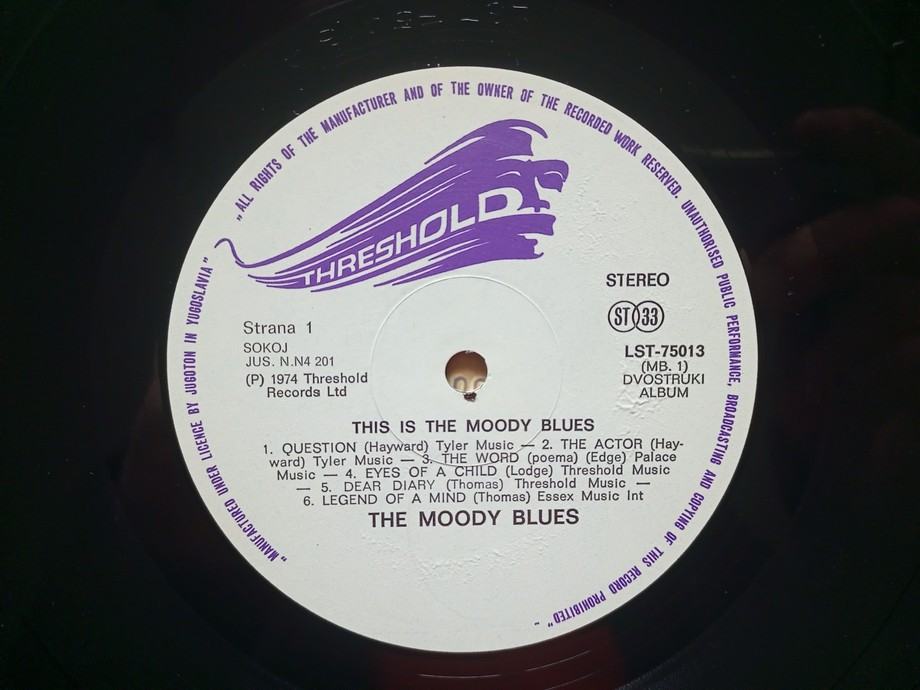 „ALL RIGHTS OF THE MANUFACTURER AND OF THE OWNER OF THE RECORDED WORK RESERVED. UNAUTHORISED PUBLIC PERFORMANCE, BROADCASTING AND COPYING OF THIS RECORD PROHIBITED” –
„MANUFACTURED UNDER LICENCE BY JUGOTON IN YUGOSLAVIA”
THRESHOLD
STEREO
ST 33
Strana 1
SOKOJ
JUS. N.N4 201
(P) 1974 Threshold
Records Ltd
LST-75013
(MB. 1)
DVOSTRUKI
ALBUM
THIS IS THE MOODY BLUES
1. QUESTION (Hayward) Tyler Music — 2. THE ACTOR (Hay-
ward) Tyler Music — 3. THE WORD (poema) (Edge) Palace
Music — 4. EYES OF A CHILD (Lodge) Threshold Music
— 5. DEAR DIARY (Thomas) Threshold Music —
6. LEGEND OF A MIND (Thomas) Essex Music Int
THE MOODY BLUES